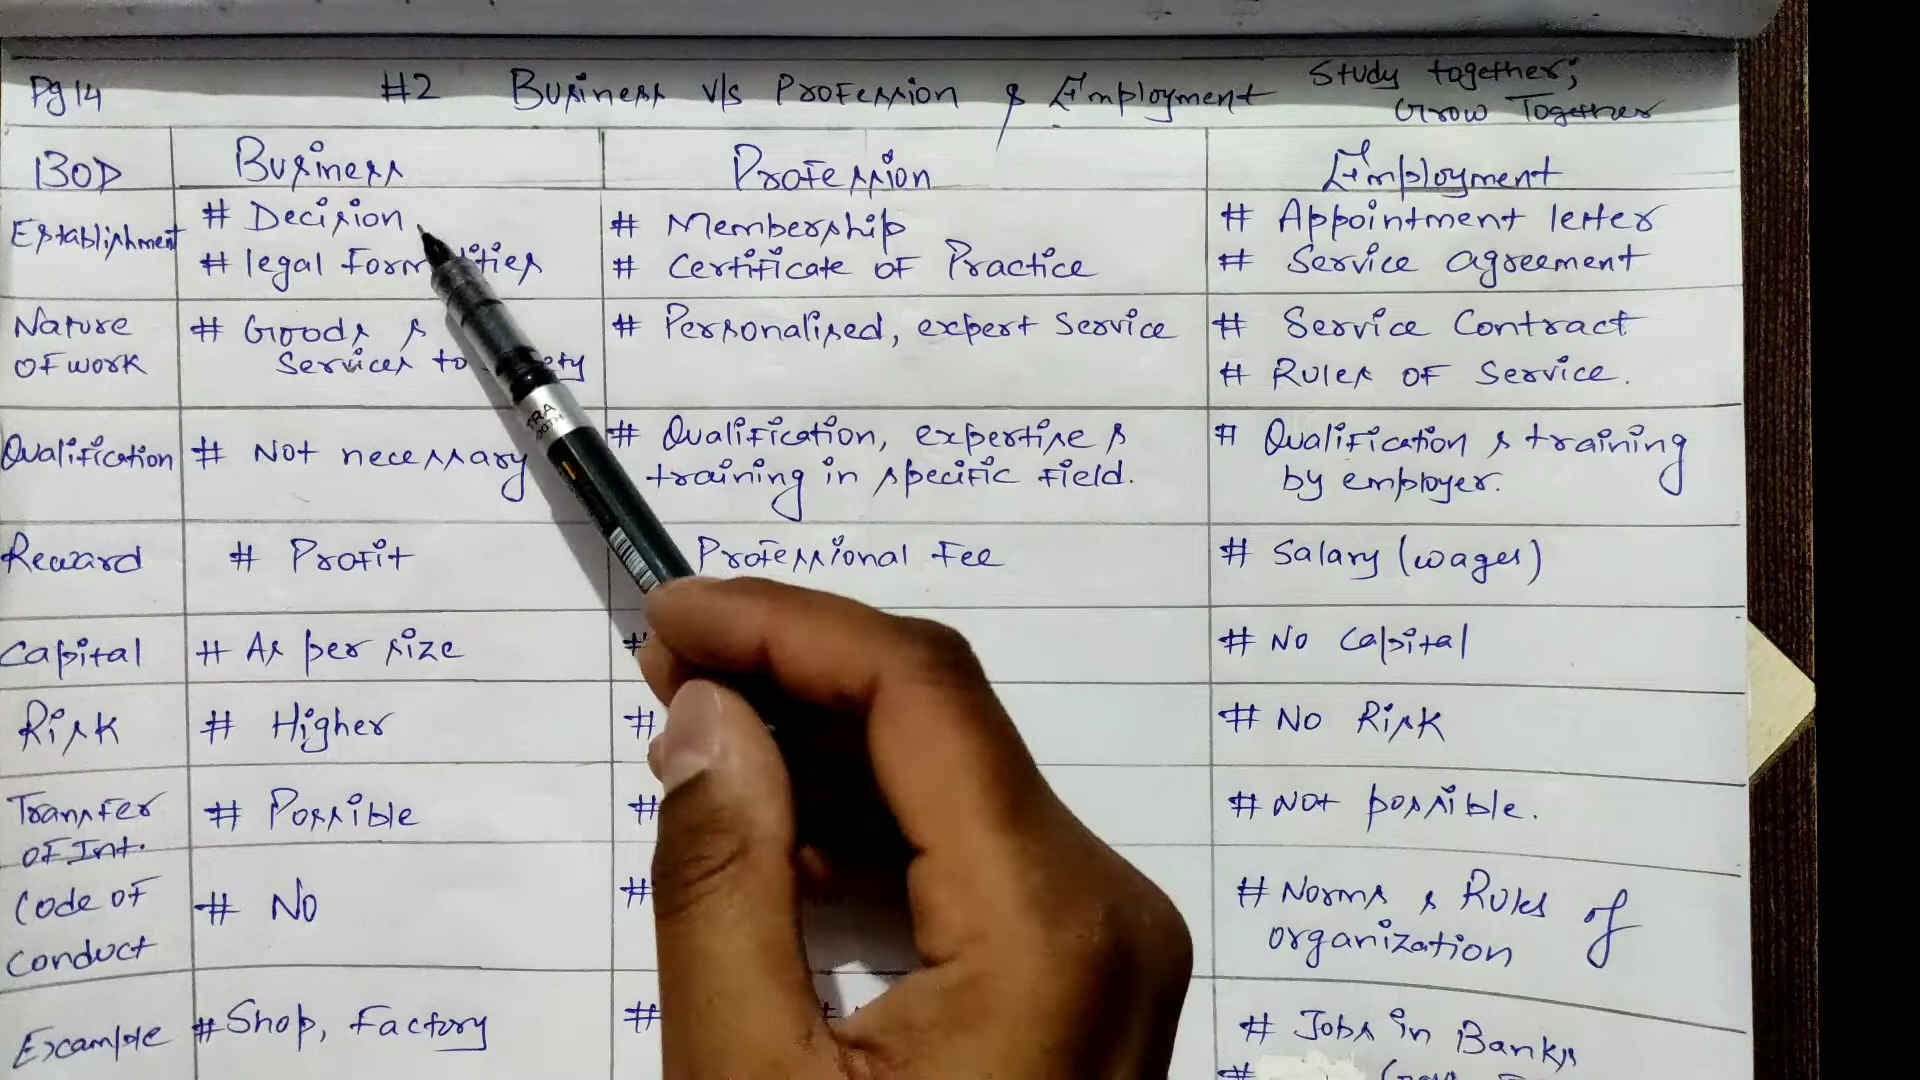 Pg 14 #2 Business v/s Profession & Employment Study together;
Grow Together
BOD Business Profession Employment
Establishment # Decision # Membership # Appointment letter
# legal # Certificate of Practice # Service agreement
Nature # Goods & # Personalised, expert service # Service Contract
of work Services to # Rules of Service.
Qualification # Not necessary # Qualification, expertise & # Qualification & training
training in specific field. by employer.
Reward # Profit Professional fee # Salary (wages)
Capital # As per size # # No Capital
Risk # Higher # # No Risk
Transfer # Possible # # Not possible.
of Int.
Code of # No # # Norms & Rules of
conduct organization
Example # Shop, Factory # # Jobs in Banks
#